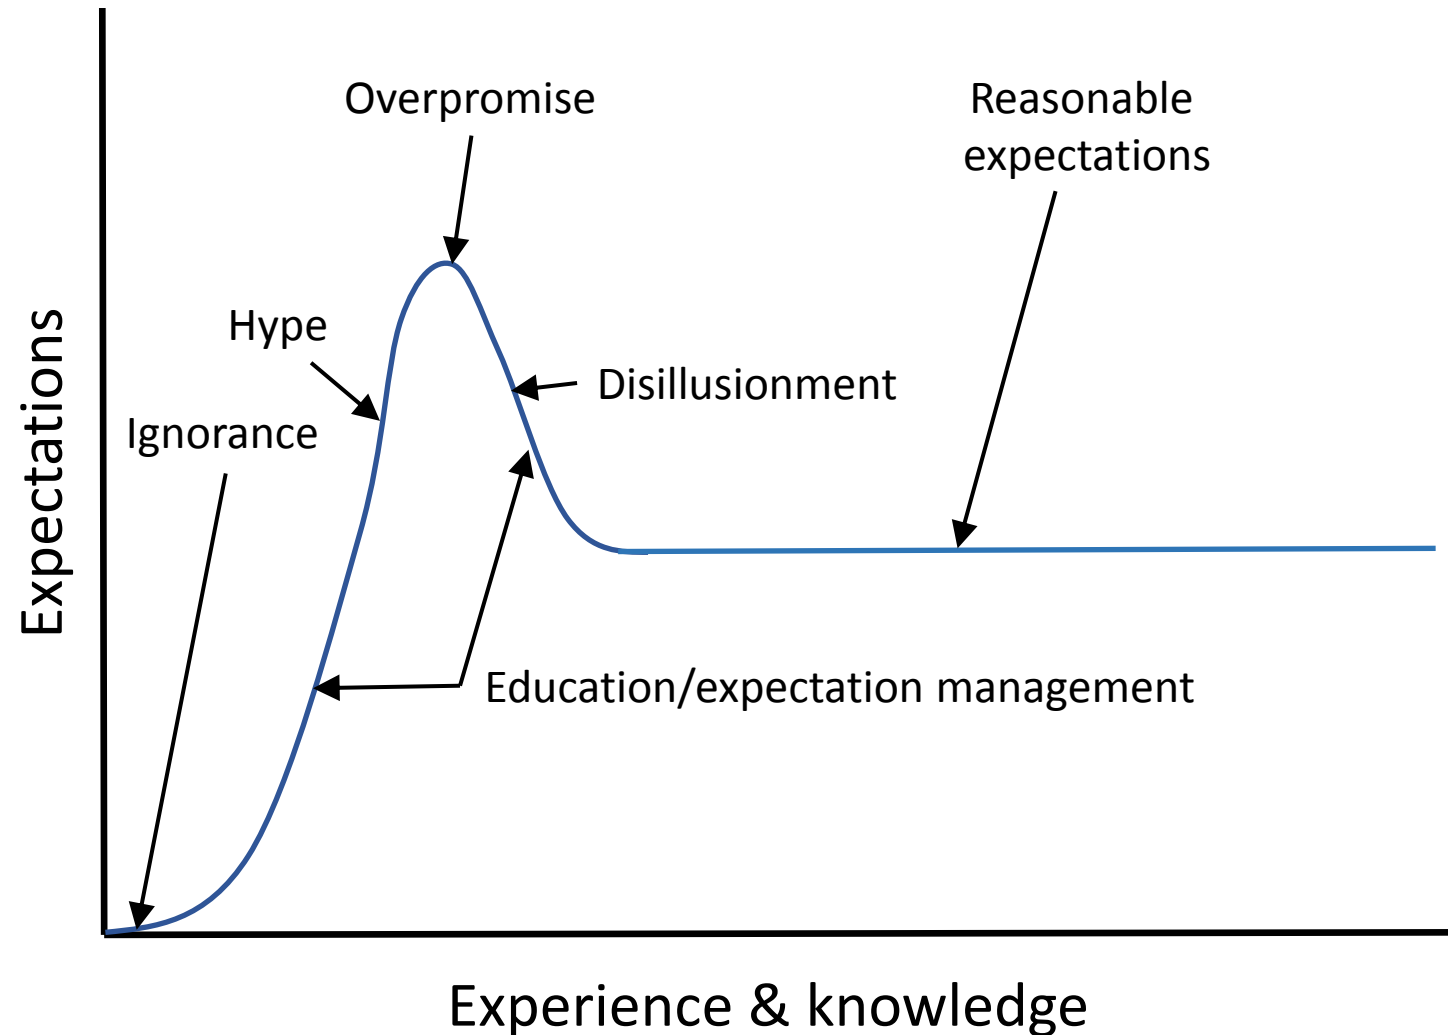 Overpromise
Reasonable
expectations
Hype
Disillusionment
Ignorance
Expectations
Education/expectation management
Experience & knowledge